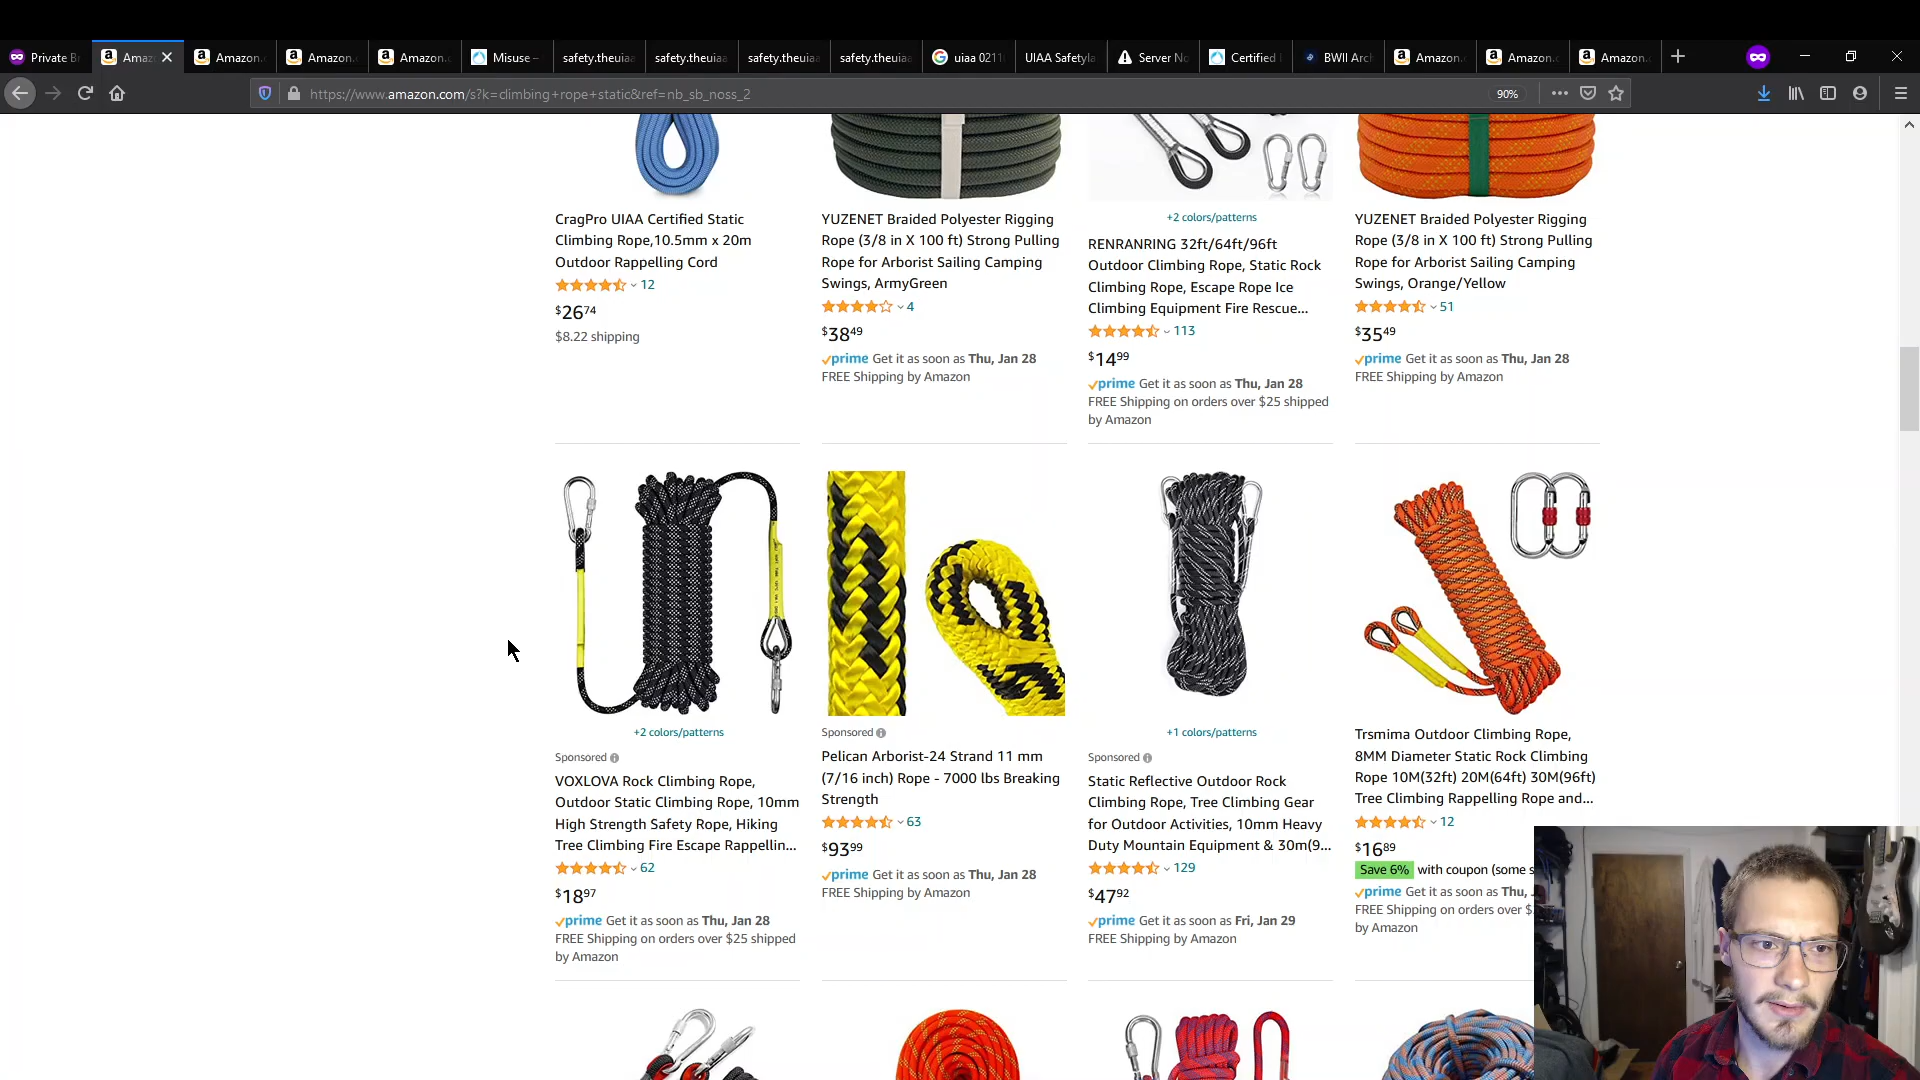 Private B
Amaz
Amazon.
Amazon.
Amazon.c
Misuse –
safety.theuiaa
safety.theuiaa
safety.theuiaa
safety.theuiaa
uiaa 0211
UIAA Safetyla
Server No
Certified
BWII Arc
Amazon.
Amazon.c
Amazon.
https://www.amazon.com/s?k=climbing+rope+static&ref=nb_sb_noss_2
90%
CragPro UIAA Certified Static
Climbing Rope,10.5mm x 20m
Outdoor Rappelling Cord
12
$26 74
$8.22 shipping
YUZENET Braided Polyester Rigging
Rope (3/8 in X 100 ft) Strong Pulling
Rope for Arborist Sailing Camping
Swings, ArmyGreen
4
$38 49
prime Get it as soon as Thu, Jan 28
FREE Shipping by Amazon
+2 colors/patterns
RENRANRING 32ft/64ft/96ft
Outdoor Climbing Rope, Static Rock
Climbing Rope, Escape Rope Ice
Climbing Equipment Fire Rescue...
113
$14 99
prime Get it as soon as Thu, Jan 28
FREE Shipping on orders over $25 shipped
by Amazon
YUZENET Braided Polyester Rigging
Rope (3/8 in X 100 ft) Strong Pulling
Rope for Arborist Sailing Camping
Swings, Orange/Yellow
51
$35 49
prime Get it as soon as Thu, Jan 28
FREE Shipping by Amazon
+2 colors/patterns
Sponsored
VOXLOVA Rock Climbing Rope,
Outdoor Static Climbing Rope, 10mm
High Strength Safety Rope, Hiking
Tree Climbing Fire Escape Rappellin...
62
$18 97
prime Get it as soon as Thu, Jan 28
FREE Shipping on orders over $25 shipped
by Amazon
Sponsored
Pelican Arborist-24 Strand 11 mm
(7/16 inch) Rope - 7000 lbs Breaking
Strength
63
$93 99
prime Get it as soon as Thu, Jan 28
FREE Shipping by Amazon
+1 colors/patterns
Sponsored
Static Reflective Outdoor Rock
Climbing Rope, Tree Climbing Gear
for Outdoor Activities, 10mm Heavy
Duty Mountain Equipment & 30m(9...
129
$47 92
prime Get it as soon as Fri, Jan 29
FREE Shipping by Amazon
Trsmima Outdoor Climbing Rope,
8MM Diameter Static Rock Climbing
Rope 10M(32ft) 20M(64ft) 30M(96ft)
Tree Climbing Rappelling Rope and...
12
$16 89
Save 6% with coupon (some s
prime Get it as soon as Thu,
FREE Shipping on orders over $
by Amazon